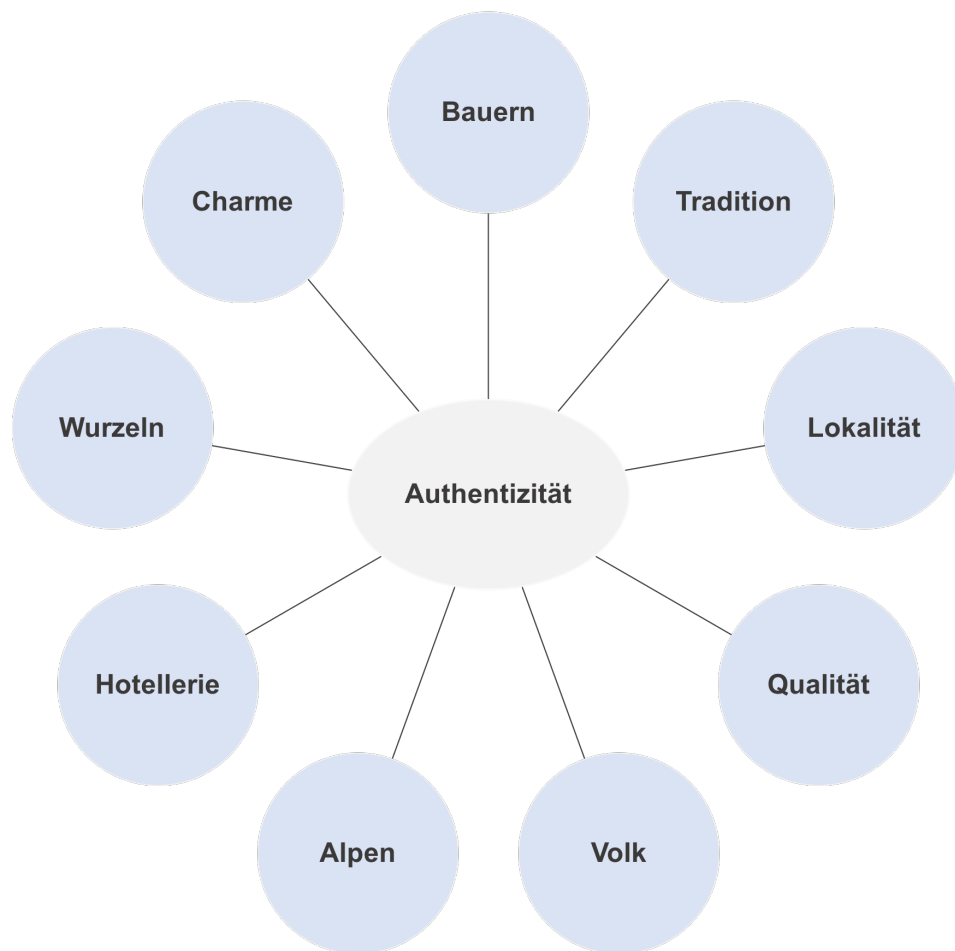 Bauern
Charme
Tradition
Wurzeln
Lokalität
Authentizität
Hotellerie
Qualität
Alpen
Volk